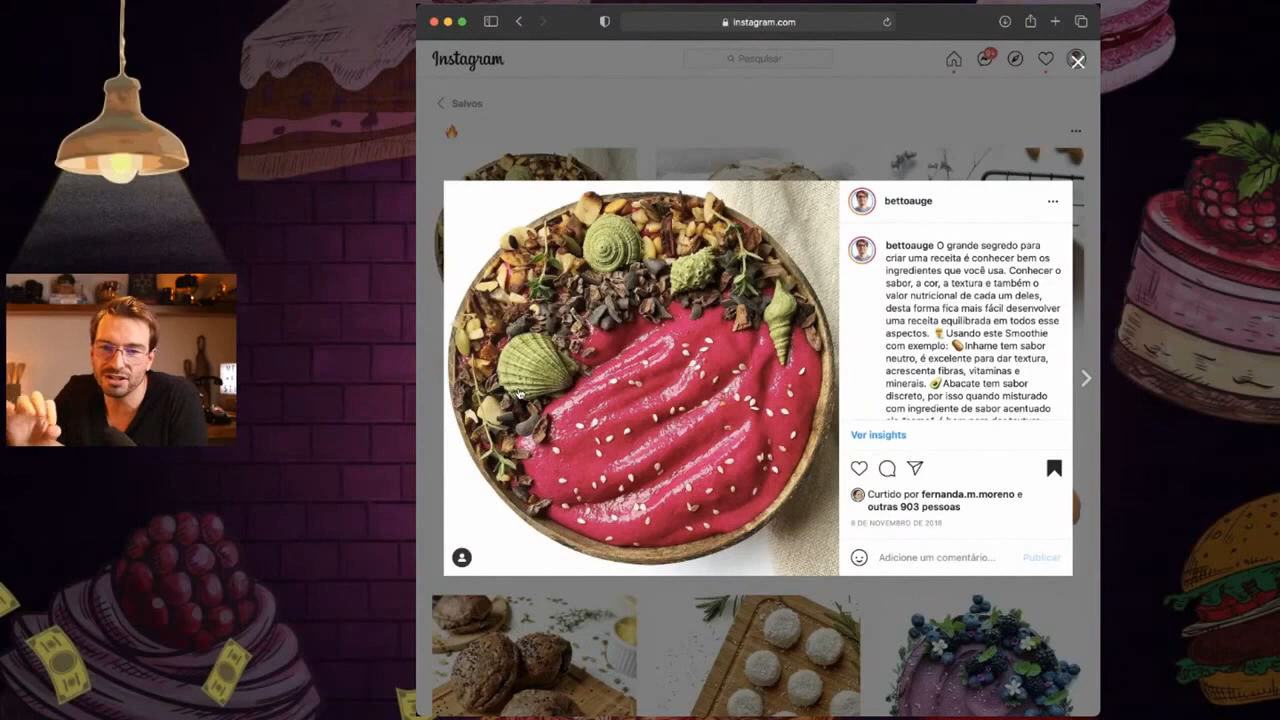 instagram.com
Instagram
Pesquisar
Salvos
bettoauge
bettoauge O grande segredo para
criar uma receita é conhecer bem os
ingredientes que você usa. Conhecer o
sabor, a cor, a textura e também o
valor nutricional de cada um deles,
desta forma fica mais fácil desenvolver
uma receita equilibrada em todos esse
aspectos. 🍹Usando este Smoothie
com exemplo: 🍠Inhame tem sabor
neutro, é excelente para dar textura,
acrescenta fibras, vitaminas e
minerais. 🥑Abacate tem sabor
discreto, por isso quando misturado
com ingrediente de sabor acentuado
Ver insights
Curtido por fernanda.m.moreno e
outras 903 pessoas
6 DE NOVEMBRO DE 2018
Adicione um comentário...
Publicar